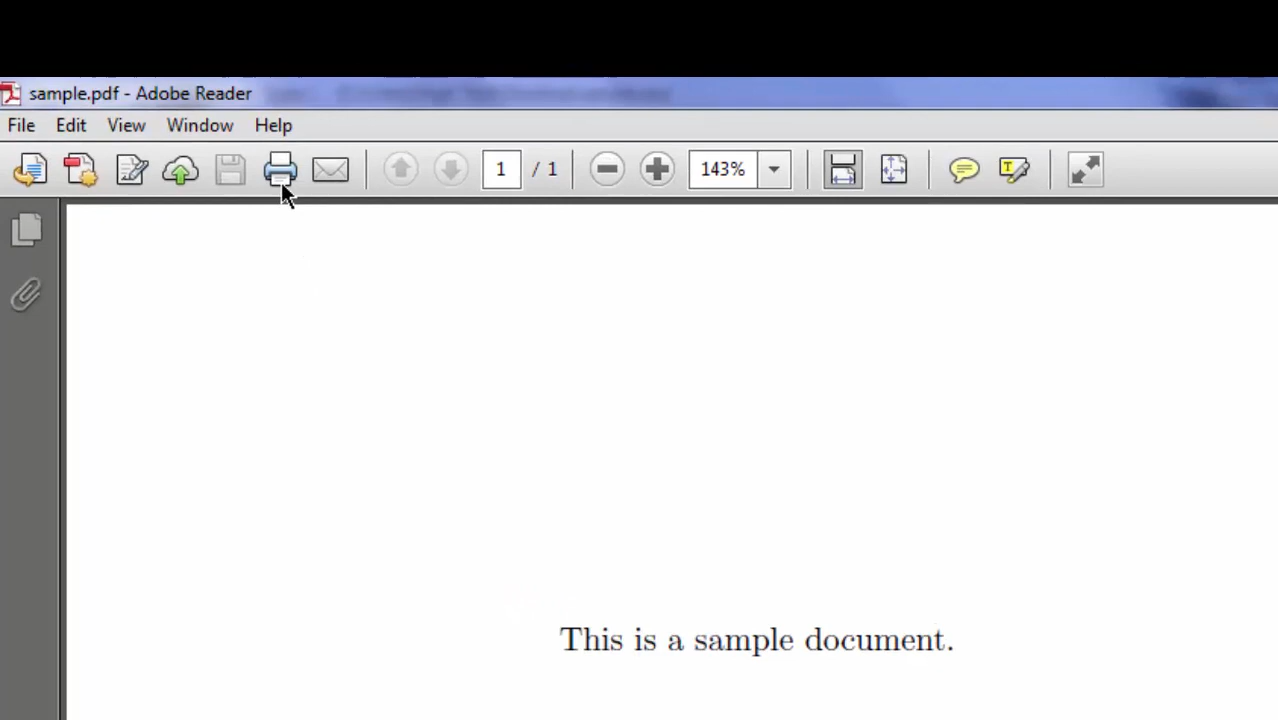 sample.pdf - Adobe Reader
File Edit View Window Help
1 / 1 143% T
This is a sample document.